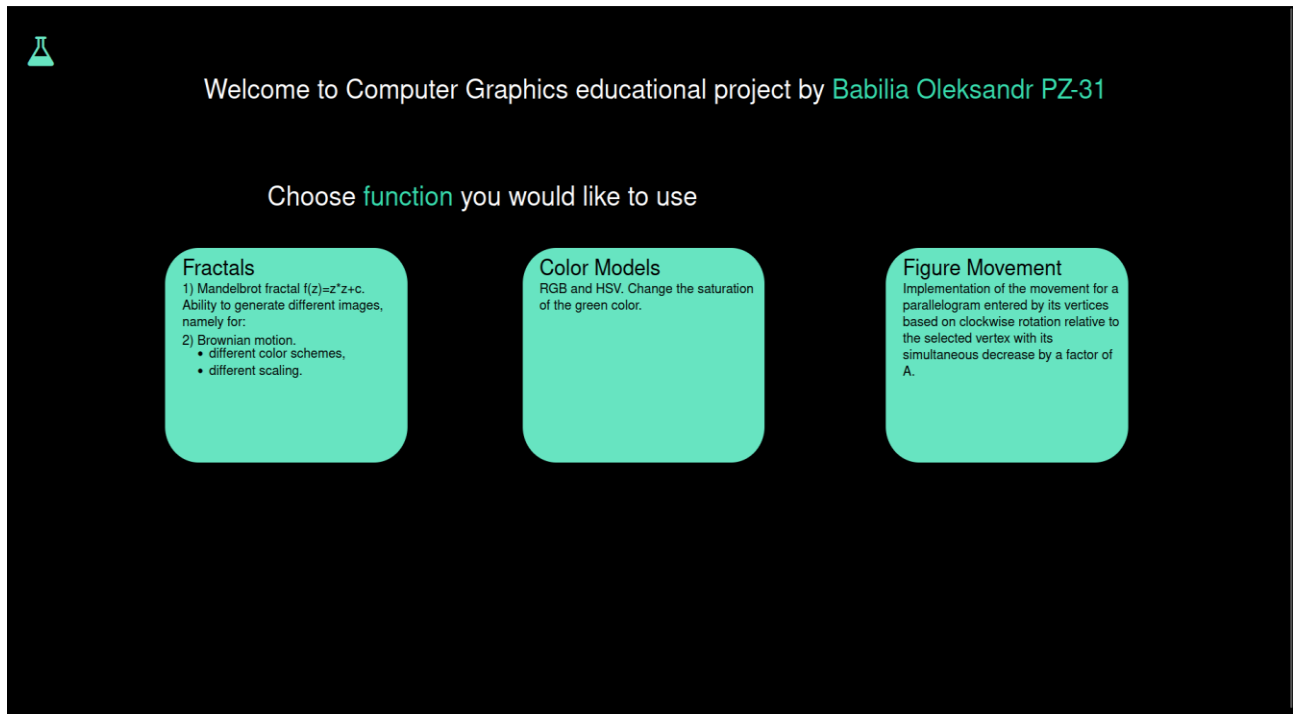 Welcome to Computer Graphics educational project by Babilia Oleksandr PZ-31
Choose function you would like to use
Fractals
1) Mandelbrot fractal f(z)=z*z+c.
Ability to generate different images,
namely for:
2) Brownian motion.
• different color schemes,
• different scaling.
Color Models
RGB and HSV. Change the saturation
of the green color.
Figure Movement
Implementation of the movement for a
parallelogram entered by its vertices
based on clockwise rotation relative to
the selected vertex with its
simultaneous decrease by a factor of
A.